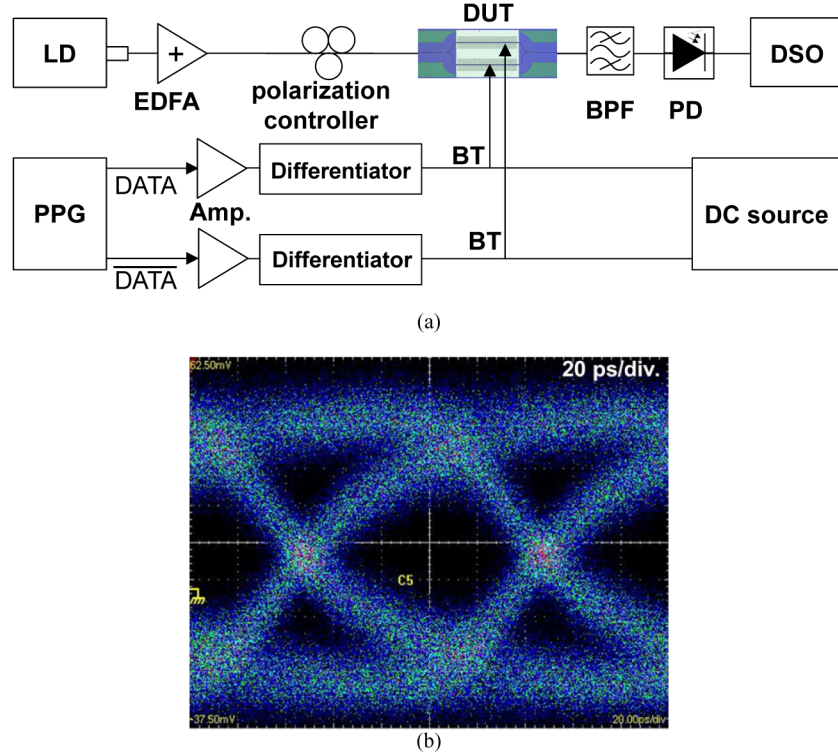 DUT
LD
+
EDFA
polarization
controller
BPF
PD
DSO
PPG
DATA
Amp.
Differentiator
BT
DC source
DATA
Differentiator
BT
(a)
62.50mV
20 ps/div.
C5
-37.50mV
20.00ps/div
(b)